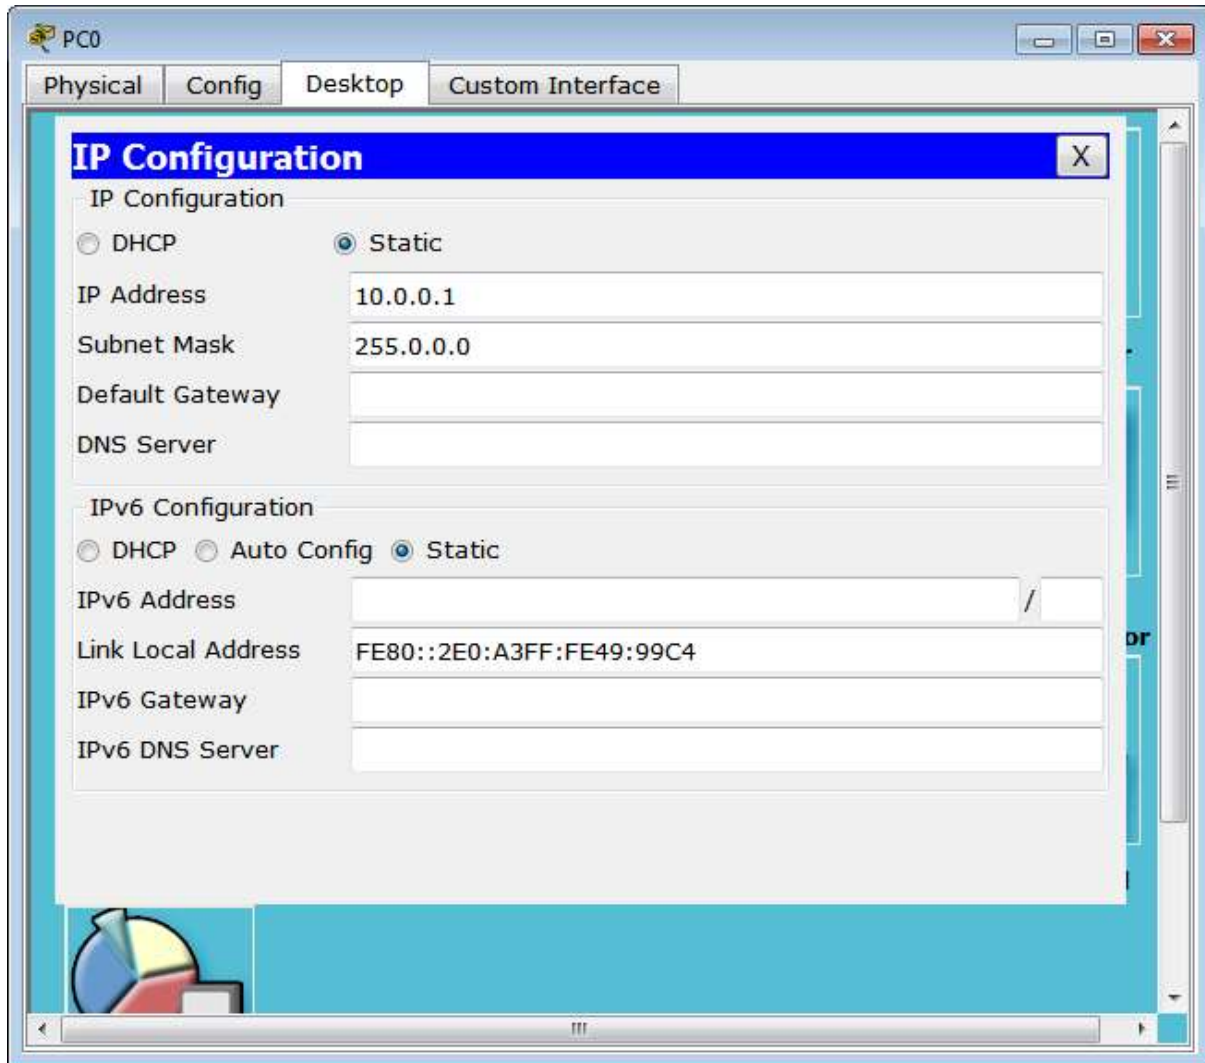 PC0
Physical Config Desktop Custom Interface
IP Configuration X
IP Configuration
DHCP Static
IP Address 10.0.0.1
Subnet Mask 255.0.0.0
Default Gateway
DNS Server
IPv6 Configuration
DHCP Auto Config Static
IPv6 Address /
Link Local Address FE80::2E0:A3FF:FE49:99C4
IPv6 Gateway
IPv6 DNS Server
or